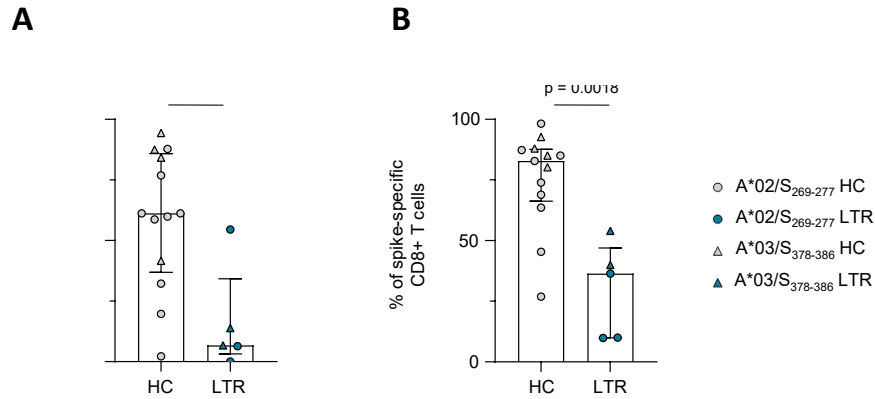 A
B
p = 0.0018
100
50
0
% of spike-specific
CD8+ T cells
HC
LTR
HC
LTR
A*02/S269-277 HC
A*02/S269-277 LTR
A*03/S378-386 HC
A*03/S378-386 LTR